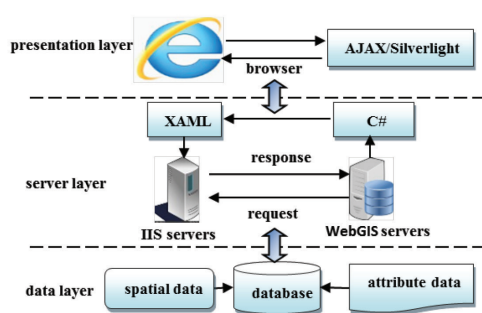 presentation layer
AJAX/Silverlight
browser
XAML
C#
response
server layer
request
IIS servers
WebGIS servers
data layer
spatial data
database
attribute data